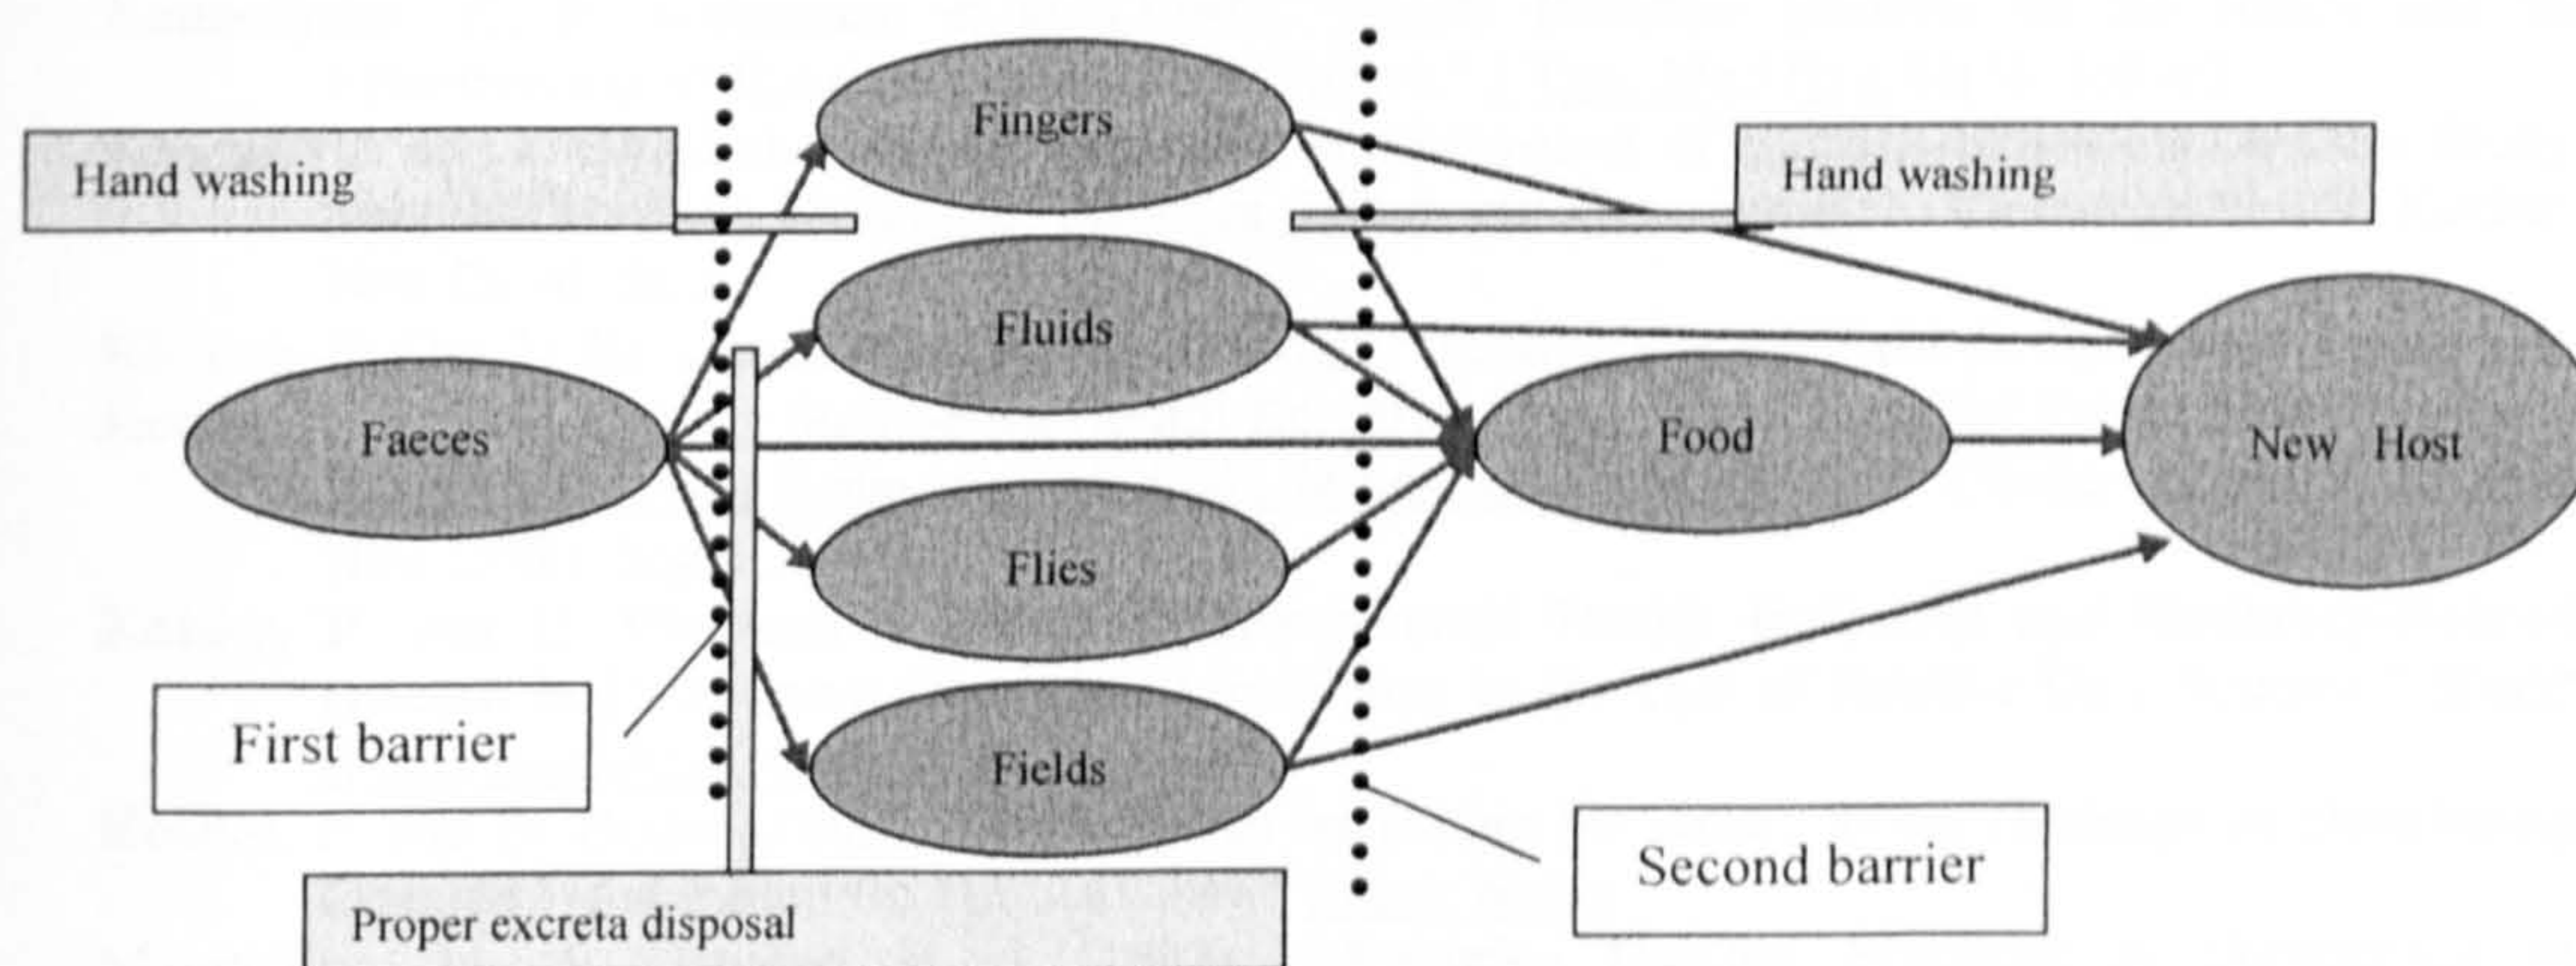 Fingers
Hand washing
Hand washing
Fluids
Faeces
Food
New Host
Flies
First barrier
Fields
Second barrier
Proper excreta disposal